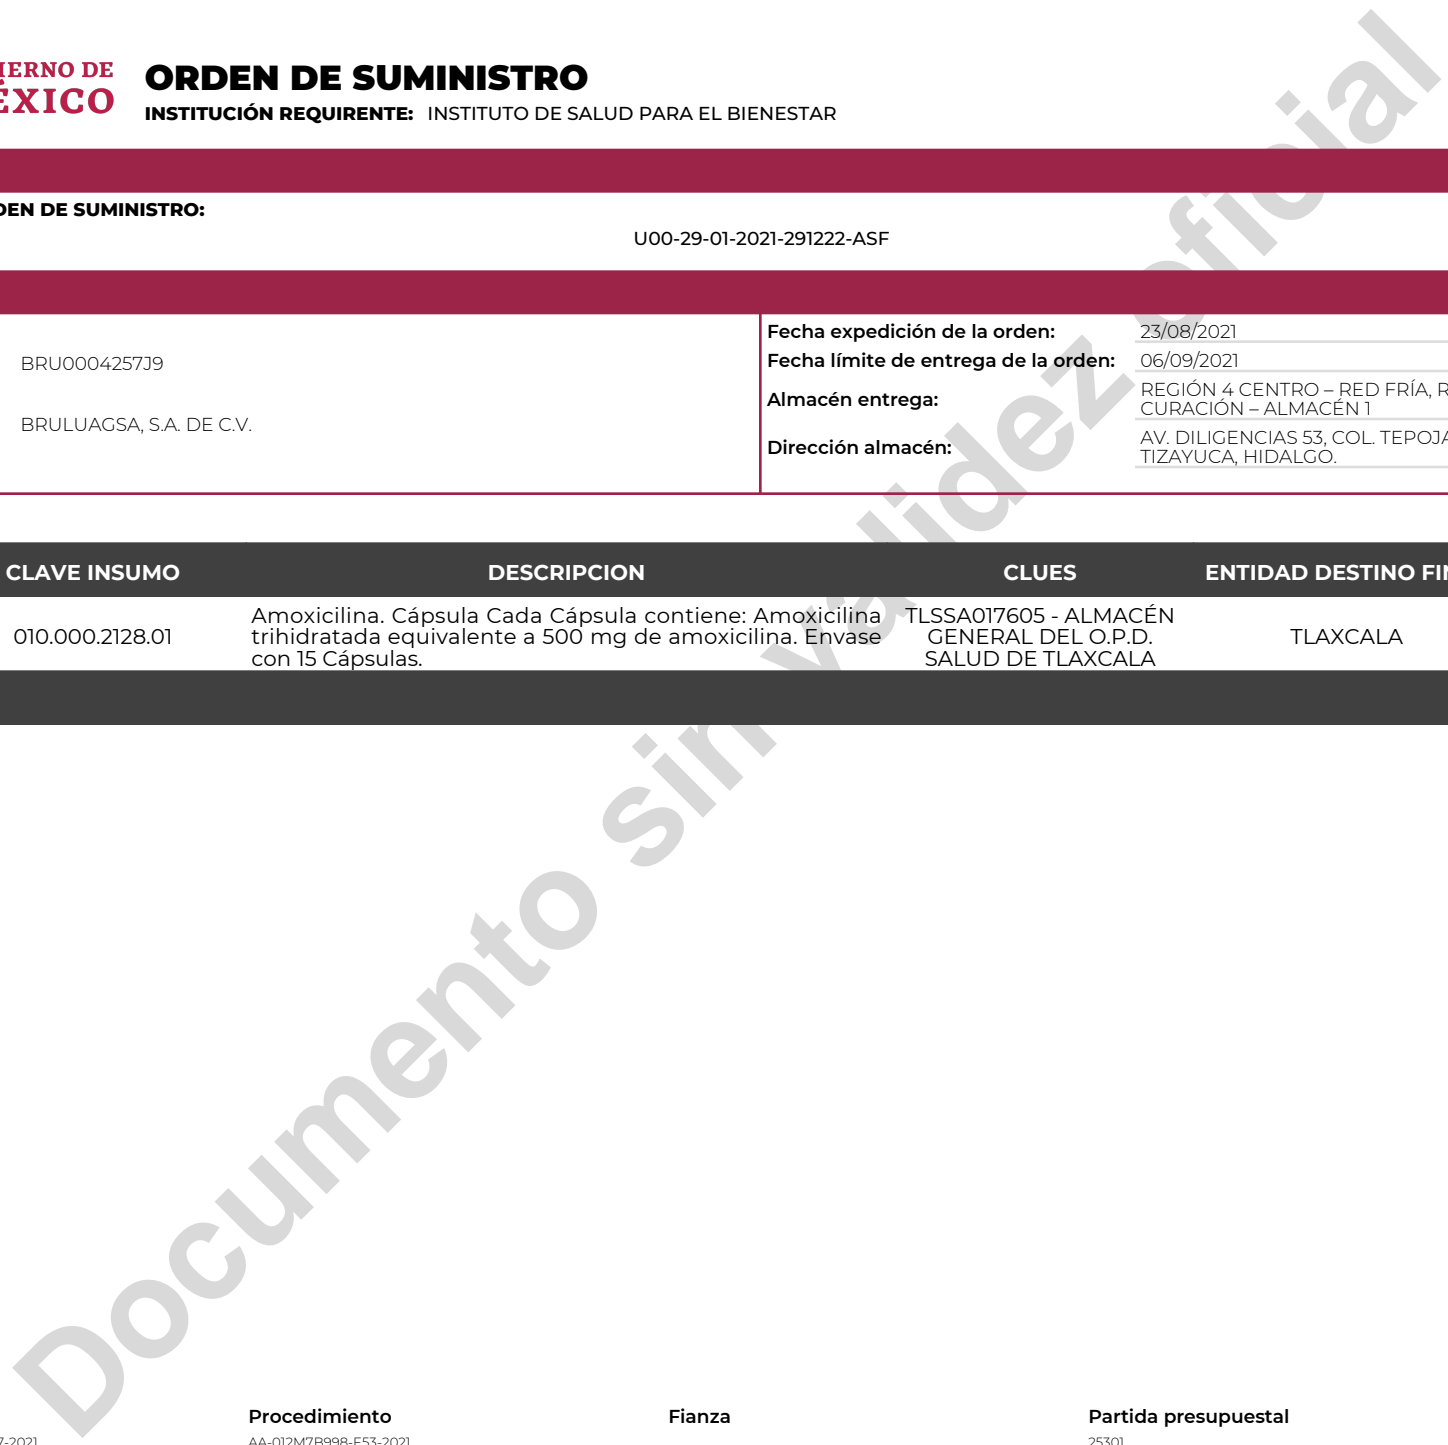 ORDEN DE SUMINISTRO
INSTITUCIÓN REQUIRENTE: INSTITUTO DE SALUD PARA EL BIENESTAR
DE
DE SUMINISTRO:
U00-29-01-2021-291222-ASF
BRU0004257J9
BRULUAGSA, S.A. DE C.V.
Fecha expedición de la orden: 23/08/2021
Fecha límite de entrega de la orden: 06/09/2021
Almacén entrega: REGIÓN 4 CENTRO – RED FRÍA,
CURACIÓN – ALMACÉN 1
Dirección almacén: AV. DILIGENCIAS 53, COL.
TIZAYUCA, HIDALGO.
CLAVE INSUMO DESCRIPCION CLUES ENTIDAD DESTINO
010.000.2128.01
Amoxicilina. Cápsula Cada Cápsula contiene: Amoxicilina
trihidratada equivalente a 500 mg de amoxicilina. Envase
con 15 Cápsulas.
TLSSA017605 - ALMACÉN
GENERAL DEL O.P.D.
SALUD DE TLAXCALA
TLAXCALA
Documento sin validez oficial
Procedimiento Fianza Partida presupuestal
AA-012M7B998-E53-2021 25301